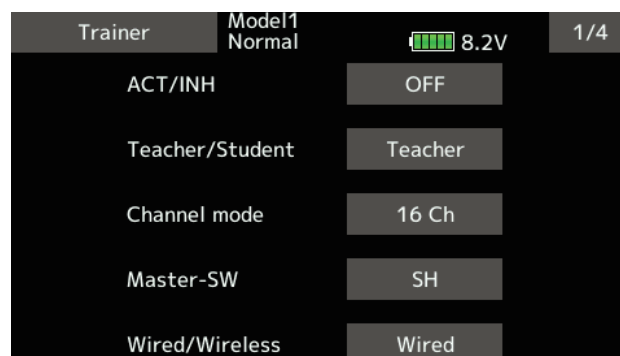 Trainer Model1 1/4
Normal 8.2V
ACT/INH OFF
Teacher/Student Teacher
Channel mode 16 Ch
Master-SW SH
Wired/Wireless Wired